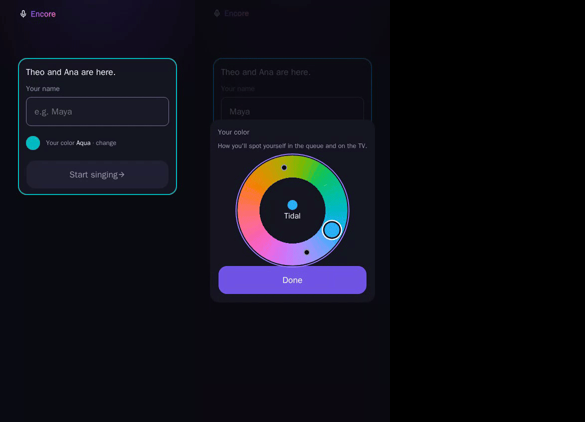 Encore
Theo and Ana are here.
Your name
e.g. Maya
Your color Aqua · change
Start singing→
Encore
Theo and Ana are here.
Your name
Maya
Your color
How you'll spot yourself in the queue and on the TV.
Tidal
Done